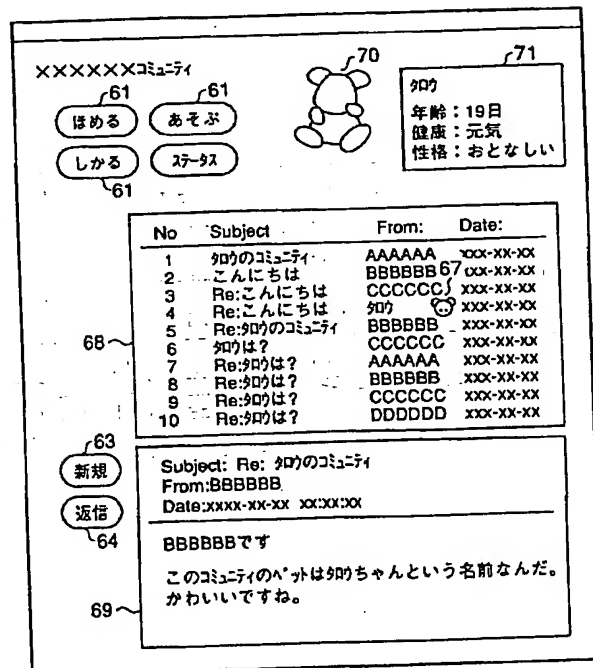 ××××××コミュニティ
70
71
61
61
ほめる
あそぶ
しかる
ステータス
61
タロウ
年齢：19日
健康：元気
性格：おとなしい
No Subject From: Date:
1 タロウのコミュニティ AAAAAA xxx-xx-xx
2 こんにちは BBBBBB xxx-xx-xx
67
3 Re:こんにちは CCCCCC xxx-xx-xx
4 Re:こんにちは タロウ xxx-xx-xx
5 Re:タロウのコミュニティ BBBBBB xxx-xx-xx
6 タロウは? CCCCCC xxx-xx-xx
7 Re:タロウは? AAAAAA xxx-xx-xx
8 Re:タロウは? BBBBBB xxx-xx-xx
9 Re:タロウは? CCCCCC xxx-xx-xx
10 Re:タロウは? DDDDDD xxx-xx-xx
68
63
新規
返信
64
Subject: Re: タロウのコミュニティ
From:BBBBBB
Date:xxxx-xx-xx xx:xx:xx
BBBBBBです
このコミュニティのペットはタロウちゃんという名前なんだ。
かわいいですね。
69